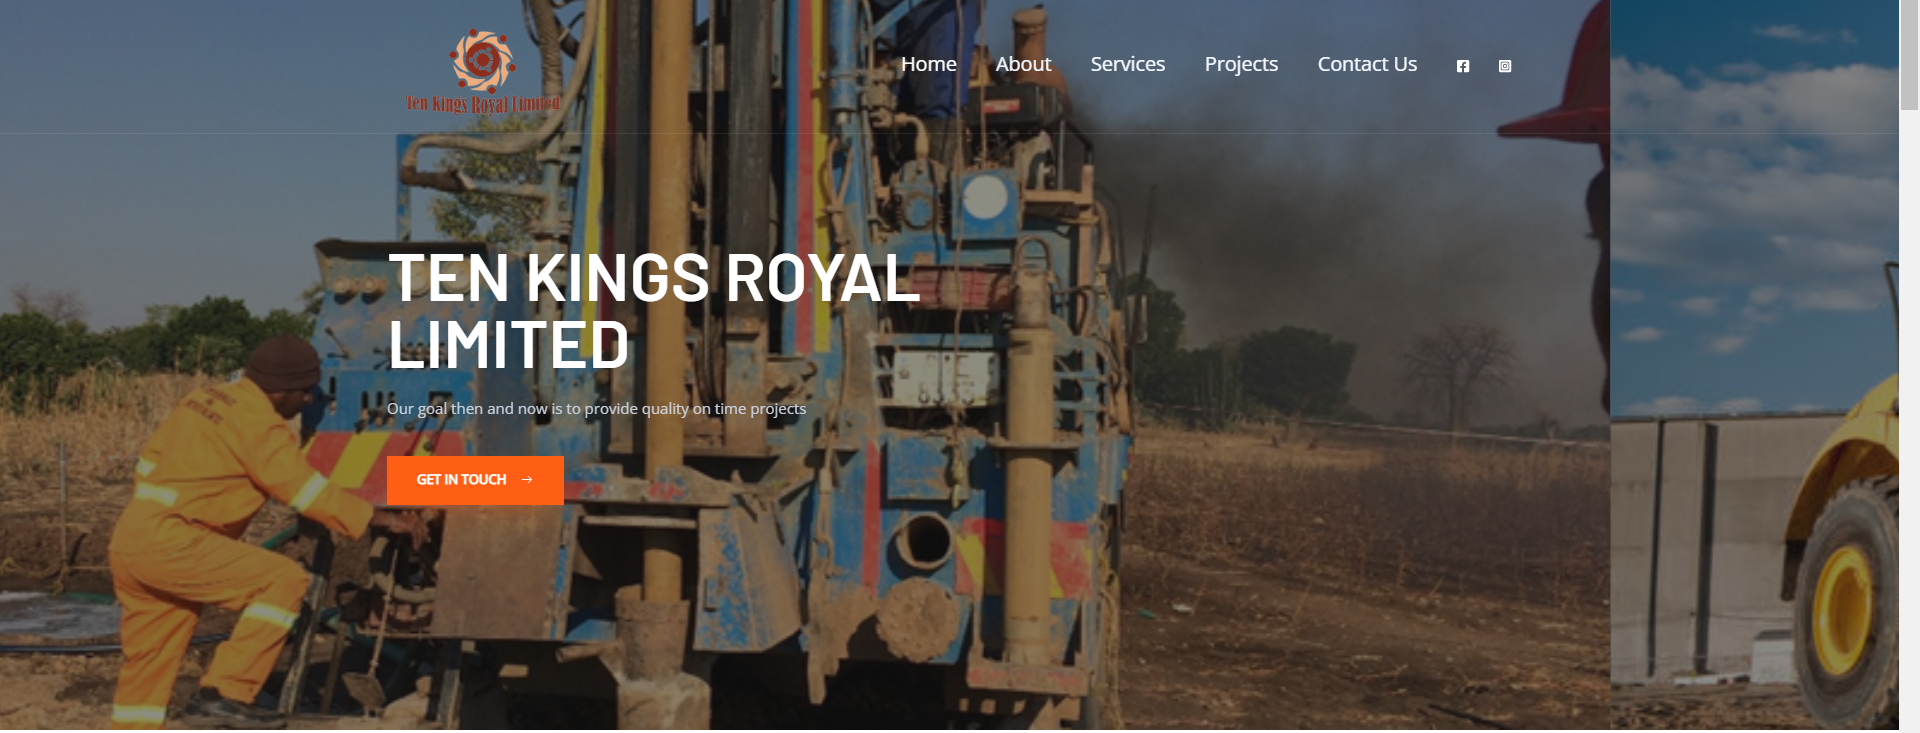 Ten Kings Royal Limited
Home About Services Projects Contact Us
TEN KINGS ROYAL
LIMITED
Our goal then and now is to provide quality on time projects
GET IN TOUCH